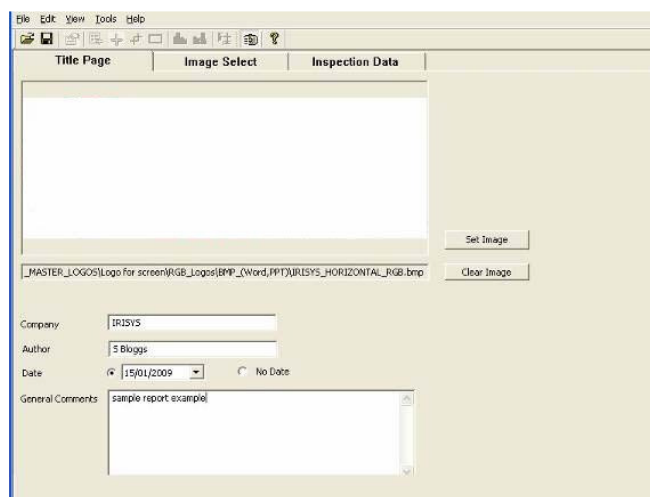 File Edit View Tools Help
Title Page Image Select Inspection Data
Set Image
_MASTER_LOGOS\Logo for screen\RGB_Logos\BMP_(Word,PPT)\IRISYS_HORIZONTAL_RGB.bmp Clear Image
Company IRISYS
Author S Bloggs
Date 15/01/2009 No Date
General Comments sample report example